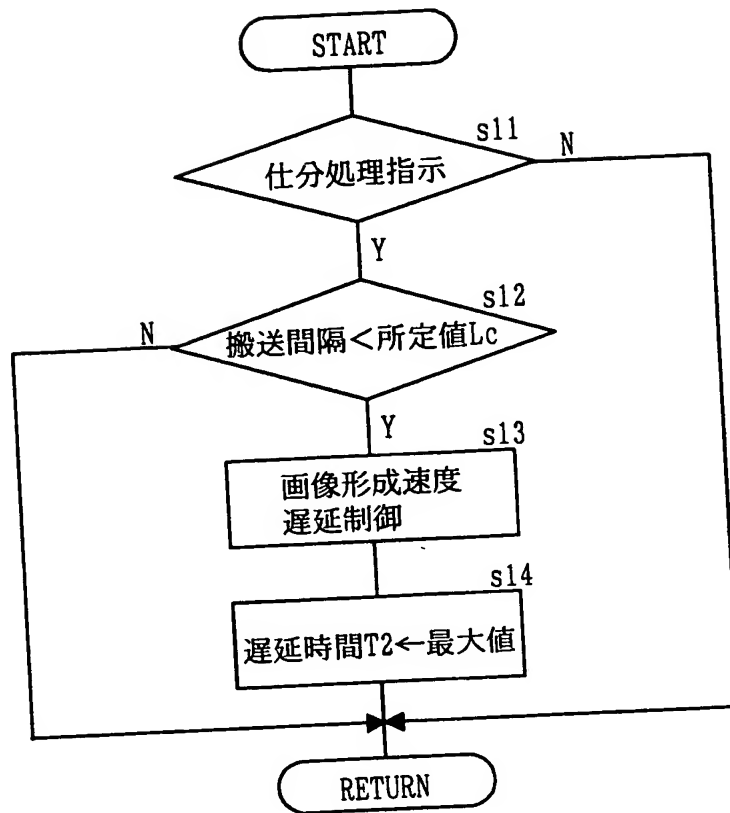 START
s11
仕分処理指示
N
Y
s12
N
搬送間隔<所定値Lc
Y
s13
画像形成速度
遅延制御
s14
遅延時間T2←最大値
RETURN